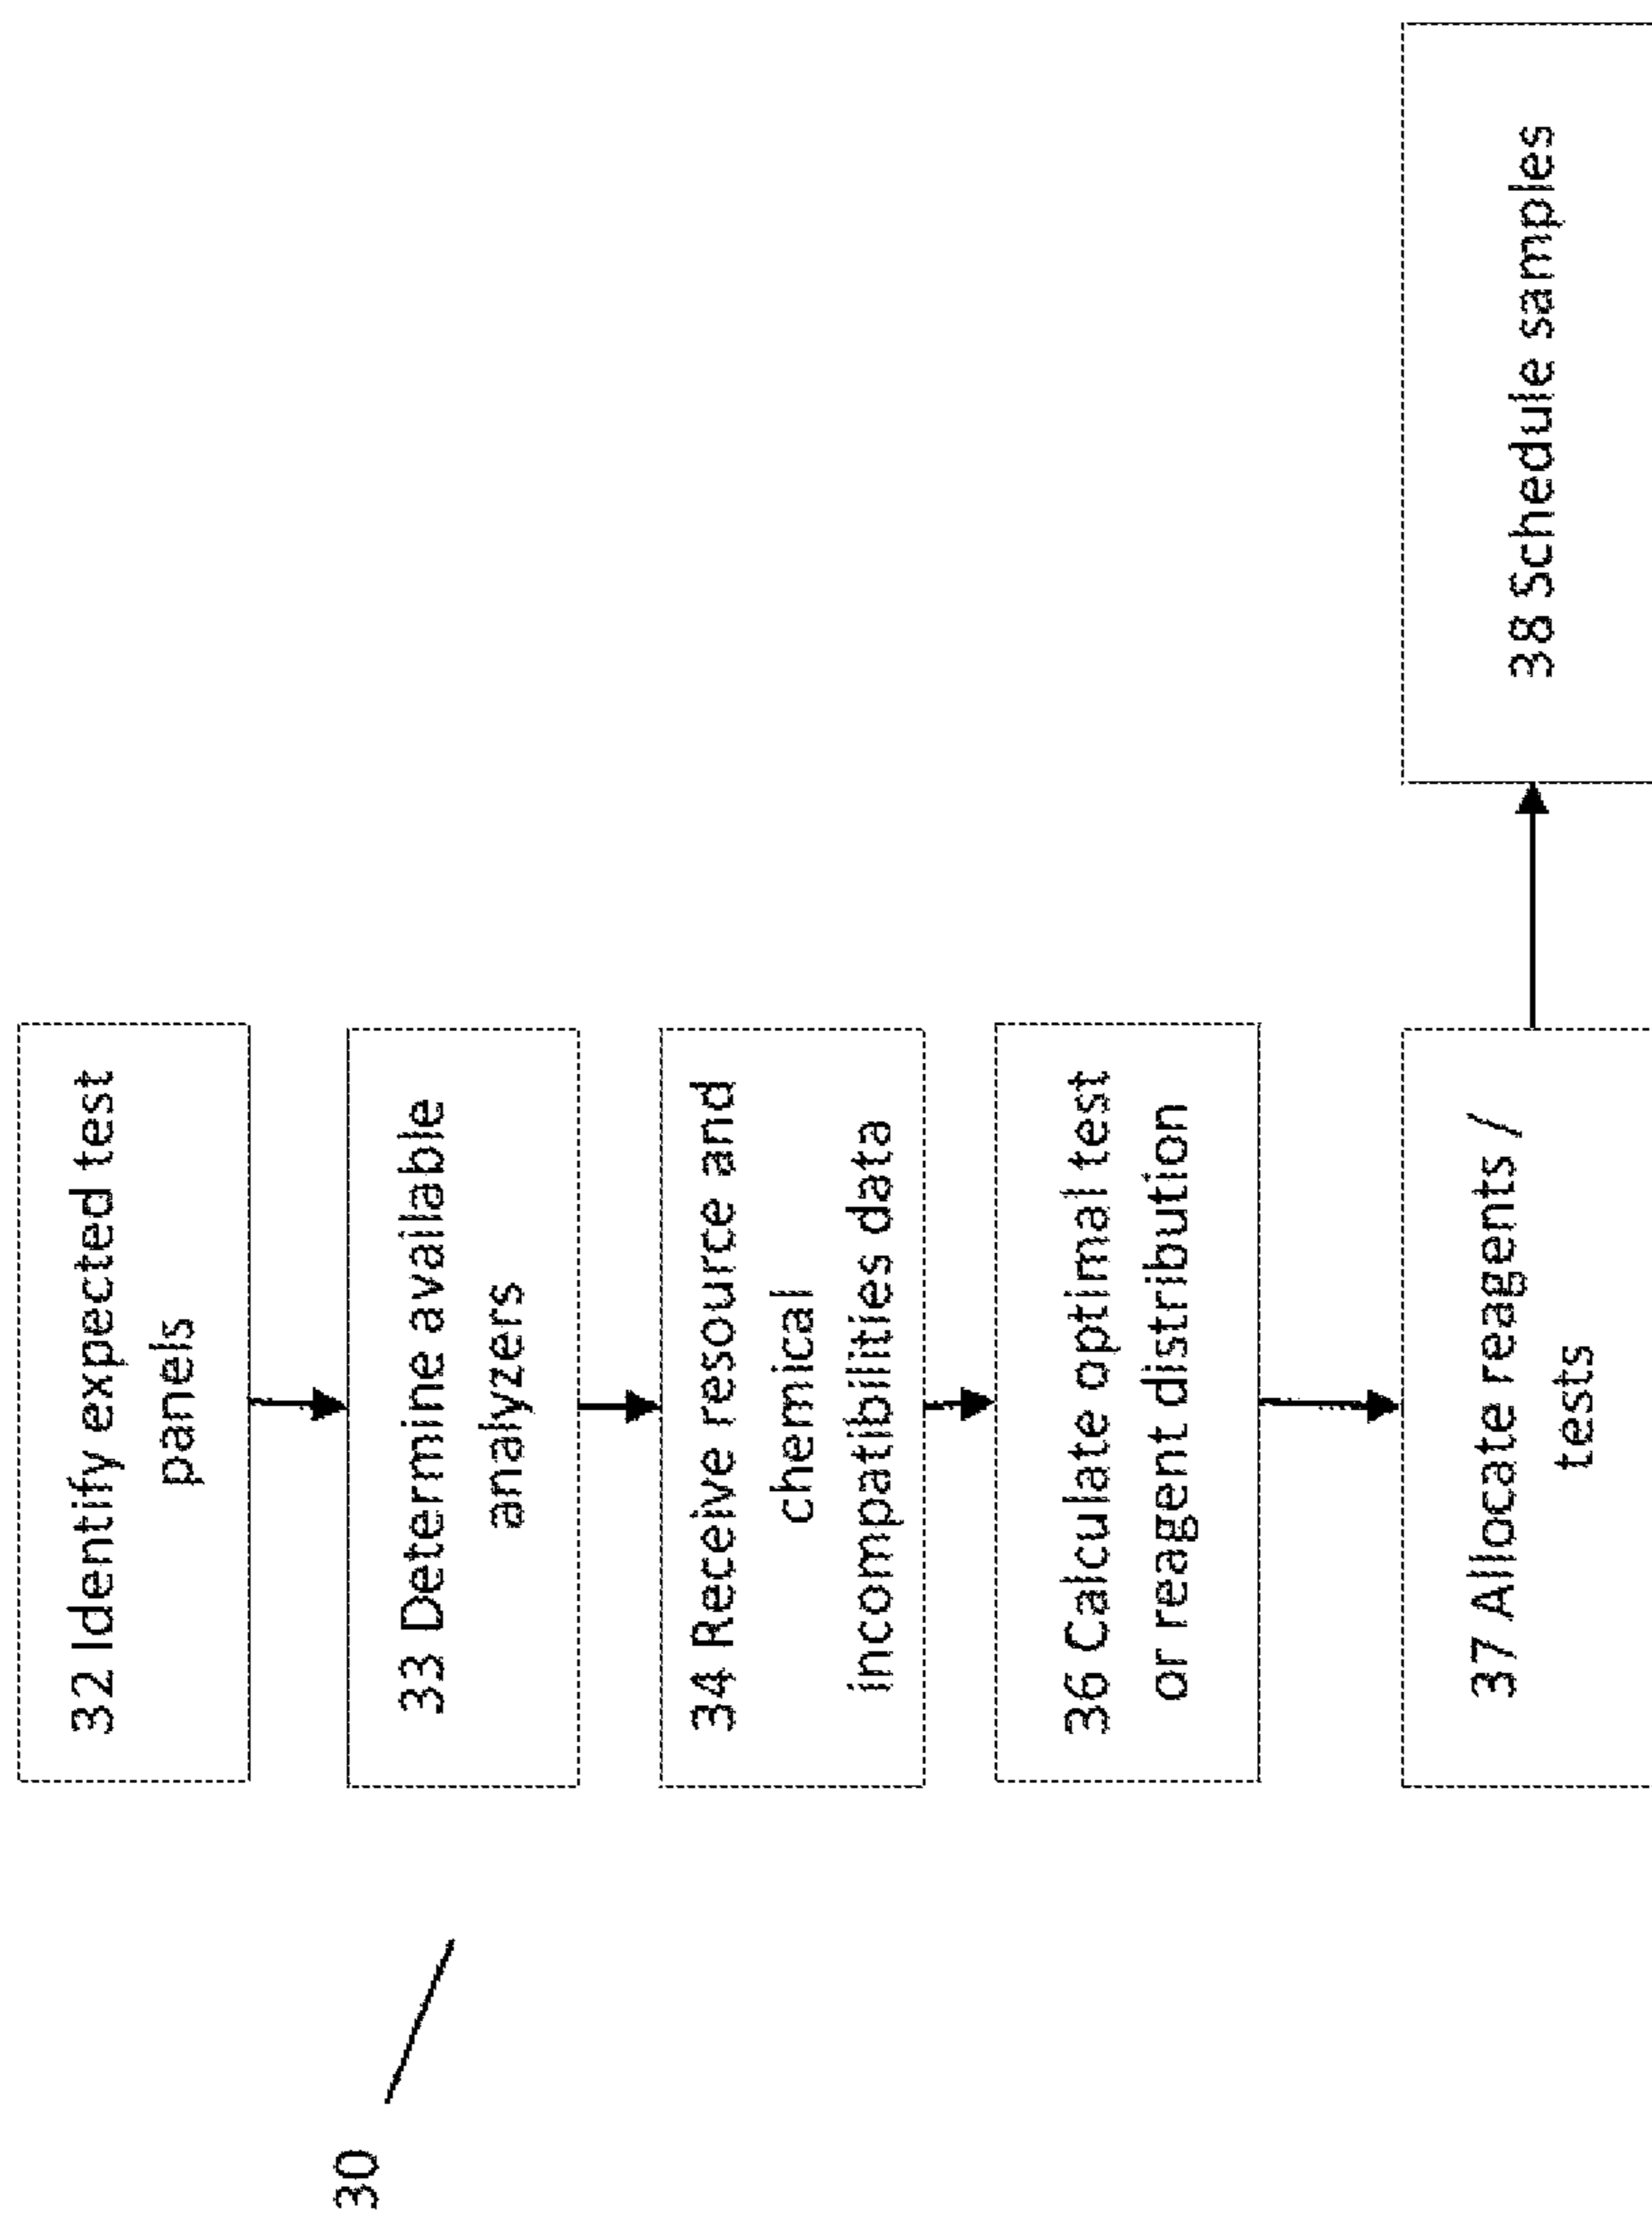 30
32 Identify expected test
panels
33 Determine available
analyzers
34 Receive resource and
chemical
incompatibilities data
36 Calculate optimal test
or reagent distribution
37 Allocate reagents /
tests
38 Schedule samples